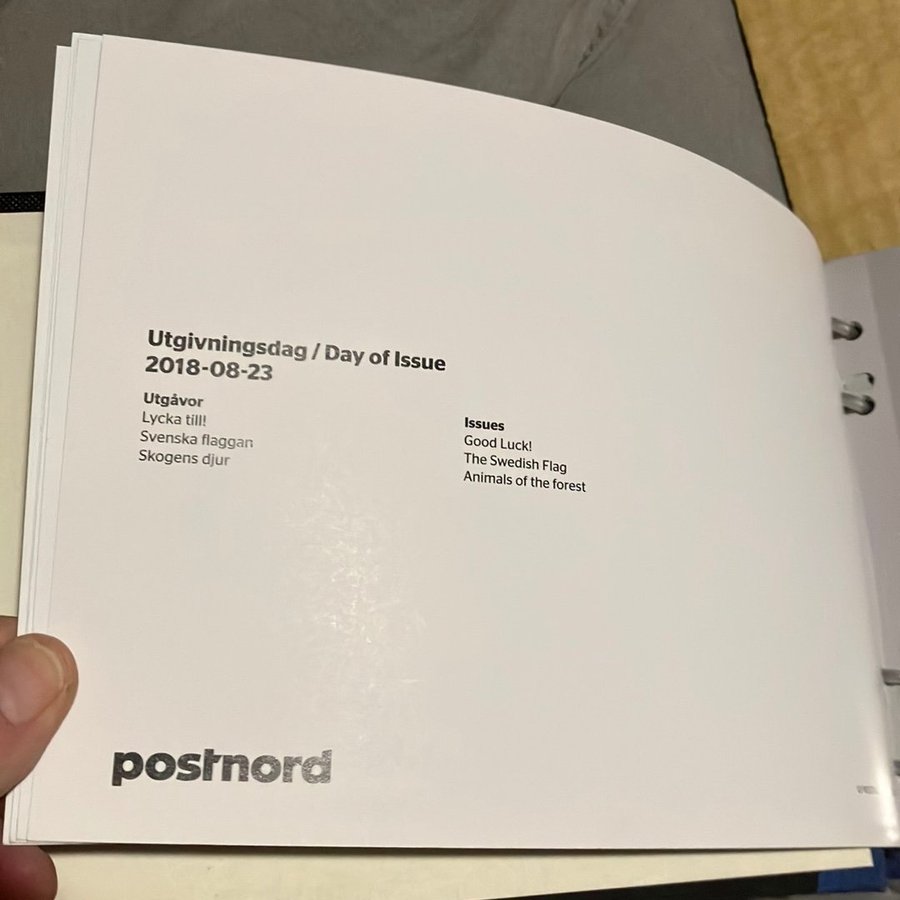 Utgivningsdag / Day of Issue
2018-08-23
Utgåvor
Lycka till!
Svenska flaggan
Skogens djur
Issues
Good Luck!
The Swedish Flag
Animals of the forest
postnord